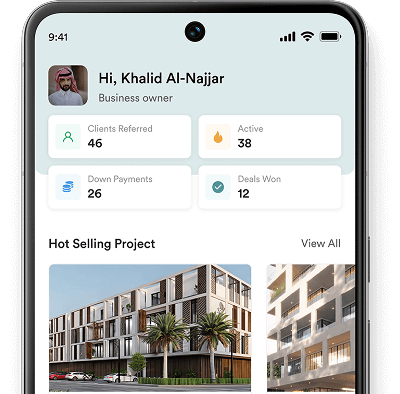 9:41
Hi, Khalid Al-Najjar
Business owner
Clients Referred
46
Active
38
Down Payments
26
Deals Won
12
Hot Selling Project
View All